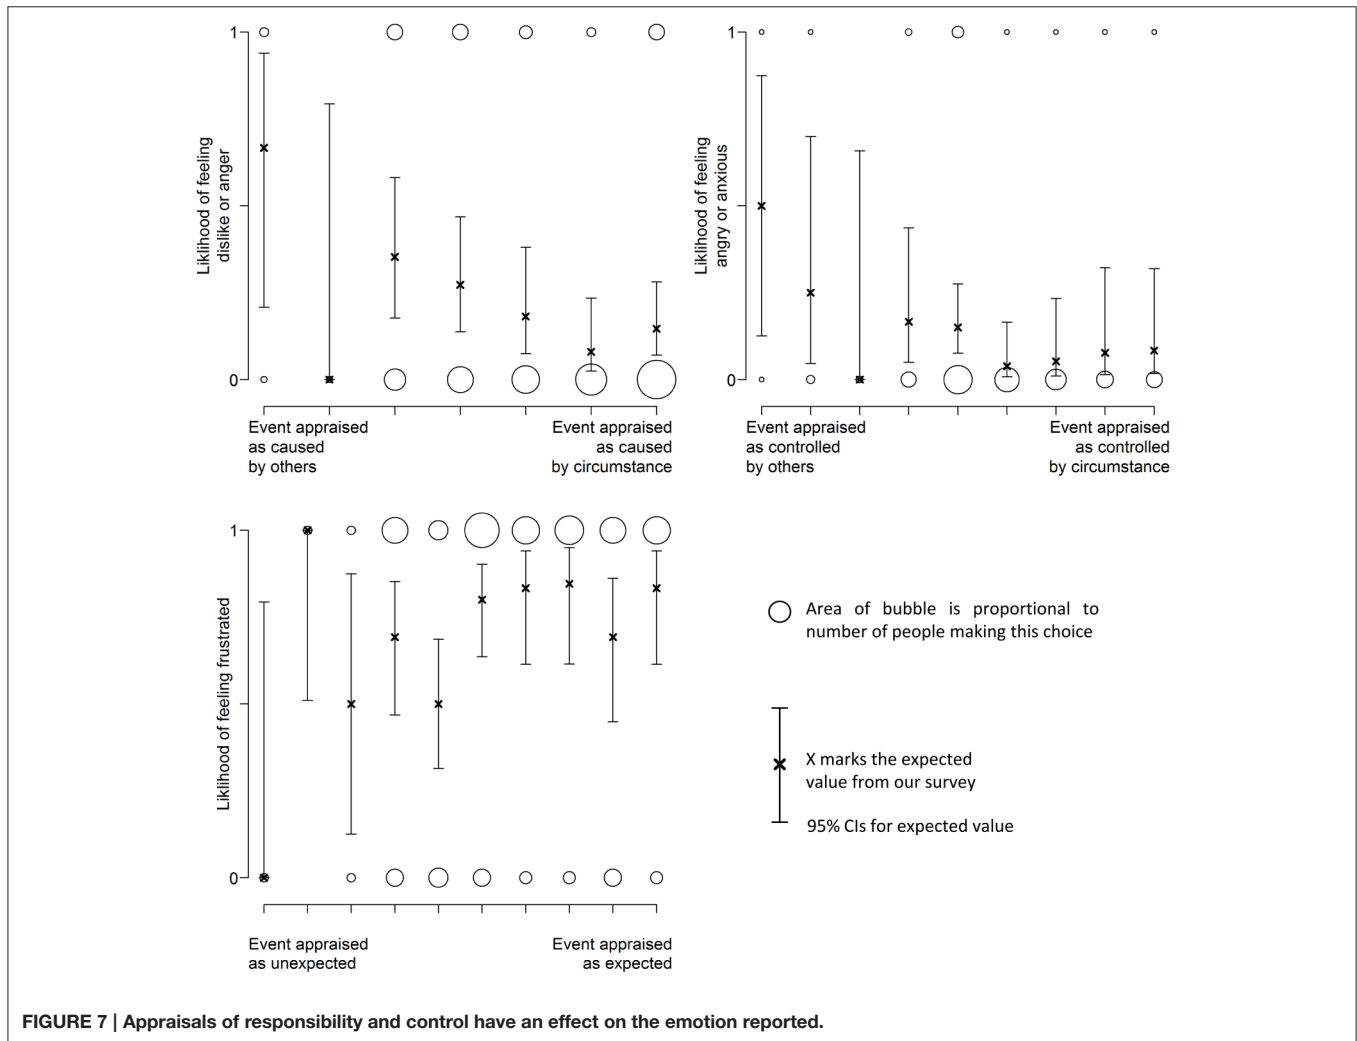 1
Liklihood of feeling
dislike or anger
0
Event appraised
as caused
by others
Event appraised
as caused
by circumstance
1
Liklihood of feeling
angry or anxious
0
Event appraised
as controlled
by others
Event appraised
as controlled
by circumstance
1
Liklihood of feeling frustrated
0
Event appraised
as unexpected
Event appraised
as expected
Area of bubble is proportional to
number of people making this choice
X marks the expected
value from our survey
95% CIs for expected value
FIGURE 7 | Appraisals of responsibility and control have an effect on the emotion reported.